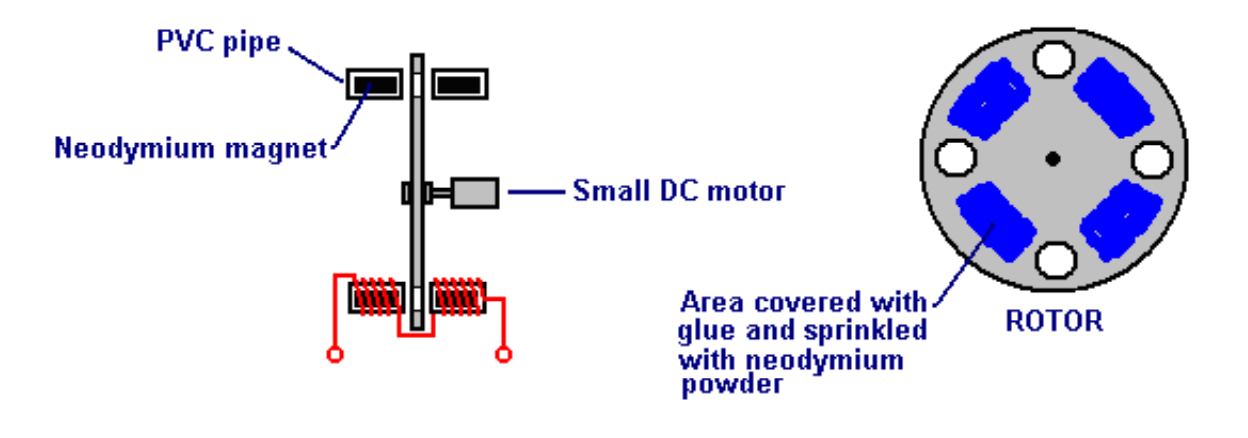 PVC pipe
Neodymium magnet
Small DC motor
Area covered with
glue and sprinkled
with neodymium
powder
ROTOR